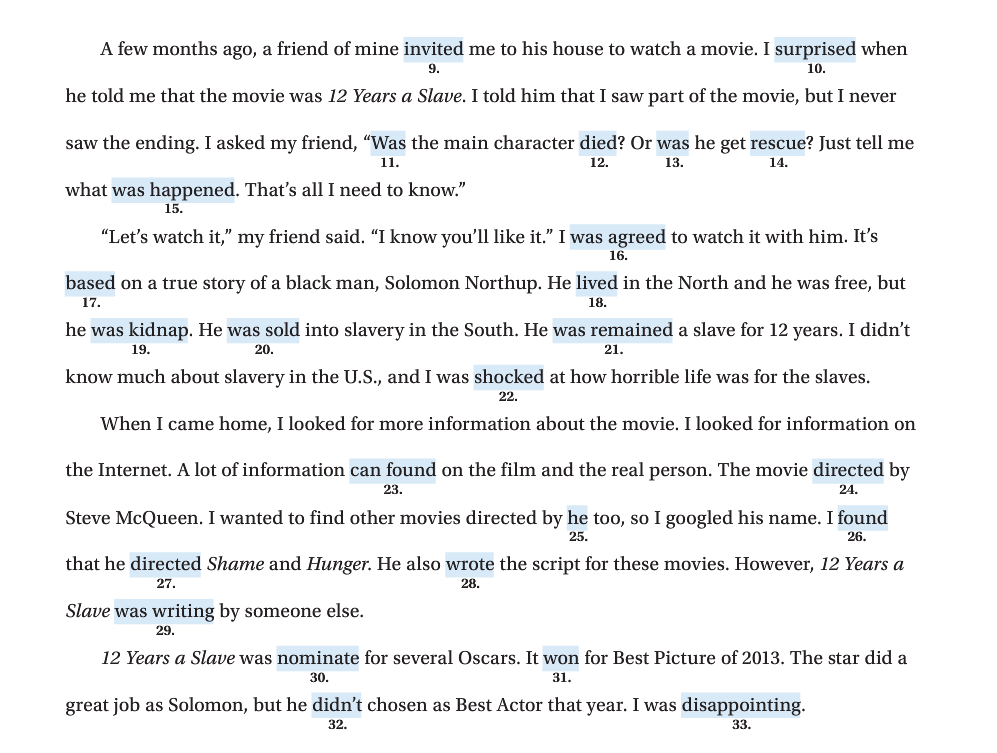 A few months ago, a friend of mine invited me to his house to watch a movie. I surprised when
9. 10.
he told me that the movie was 12 Years a Slave. I told him that I saw part of the movie, but I never
saw the ending. I asked my friend, “Was the main character died? Or was he get rescue? Just tell me
11. 12. 13. 14.
what was happened. That’s all I need to know.”
15.
“Let’s watch it,” my friend said. “I know you’ll like it.” I was agreed to watch it with him. It’s
16.
based on a true story of a black man, Solomon Northup. He lived in the North and he was free, but
17. 18.
he was kidnap. He was sold into slavery in the South. He was remained a slave for 12 years. I didn’t
19. 20. 21.
know much about slavery in the U.S., and I was shocked at how horrible life was for the slaves.
22.
When I came home, I looked for more information about the movie. I looked for information on
the Internet. A lot of information can found on the film and the real person. The movie directed by
23. 24.
Steve McQueen. I wanted to find other movies directed by he too, so I googled his name. I found
25. 26.
that he directed Shame and Hunger. He also wrote the script for these movies. However, 12 Years a
27. 28.
Slave was writing by someone else.
29.
12 Years a Slave was nominate for several Oscars. It won for Best Picture of 2013. The star did a
30. 31.
great job as Solomon, but he didn’t chosen as Best Actor that year. I was disappointing.
32. 33.